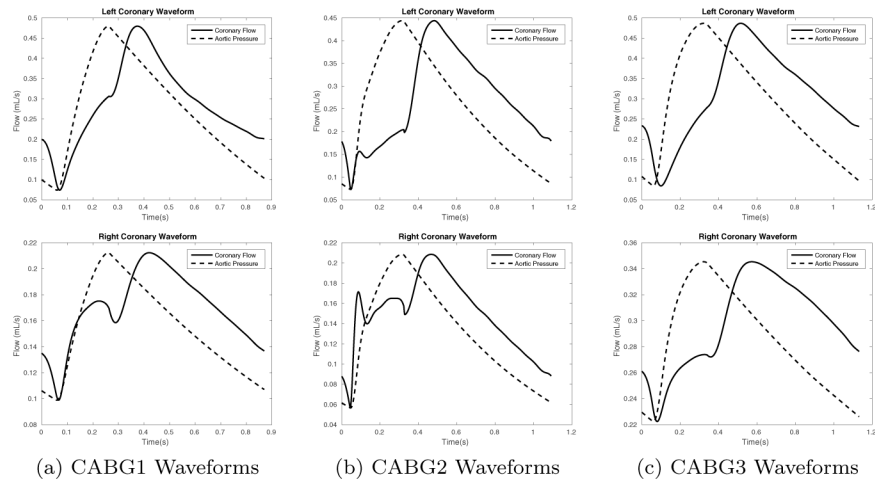 Left Coronary Waveform
Coronary Flow
Aortic Pressure
Flow (mL/s)
0.5
0.45
0.4
0.35
0.3
0.25
0.2
0.15
0.1
0.05
0 0.1 0.2 0.3 0.4 0.5 0.6 0.7 0.8 0.9
Time(s)
Left Coronary Waveform
Coronary Flow
Aortic Pressure
Flow (mL/s)
0.45
0.4
0.35
0.3
0.25
0.2
0.15
0.1
0.05
0 0.2 0.4 0.6 0.8 1 1.2
Time(s)
Left Coronary Waveform
Coronary Flow
Aortic Pressure
Flow (mL/s)
0.5
0.45
0.4
0.35
0.3
0.25
0.2
0.15
0.1
0.05
0 0.2 0.4 0.6 0.8 1 1.2
Time(s)
Right Coronary Waveform
Coronary Flow
Aortic Pressure
Flow (mL/s)
0.22
0.2
0.18
0.16
0.14
0.12
0.1
0.08
0 0.1 0.2 0.3 0.4 0.5 0.6 0.7 0.8 0.9
Time(s)
Right Coronary Waveform
Coronary Flow
Aortic Pressure
Flow (mL/s)
0.22
0.2
0.18
0.16
0.14
0.12
0.1
0.08
0.06
0.04
0 0.2 0.4 0.6 0.8 1 1.2
Time(s)
Right Coronary Waveform
Coronary Flow
Aortic Pressure
Flow (mL/s)
0.36
0.34
0.32
0.3
0.28
0.26
0.24
0.22
0 0.2 0.4 0.6 0.8 1 1.2
Time(s)
(a) CABG1 Waveforms
(b) CABG2 Waveforms
(c) CABG3 Waveforms